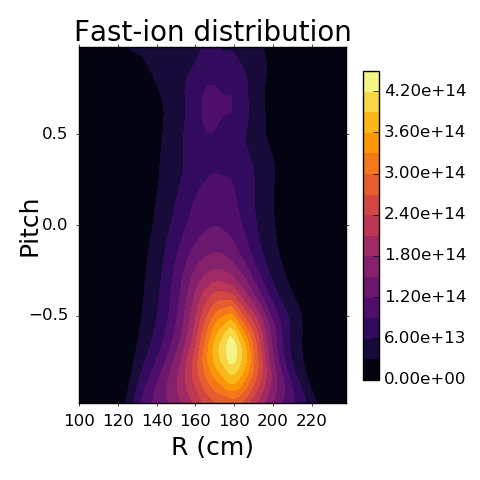 Fast-ion distribution
Pitch
0.5
0.0
−0.5
100 120 140 160 180 200 220
R (cm)
4.20e+14
3.60e+14
3.00e+14
2.40e+14
1.80e+14
1.20e+14
6.00e+13
0.00e+00